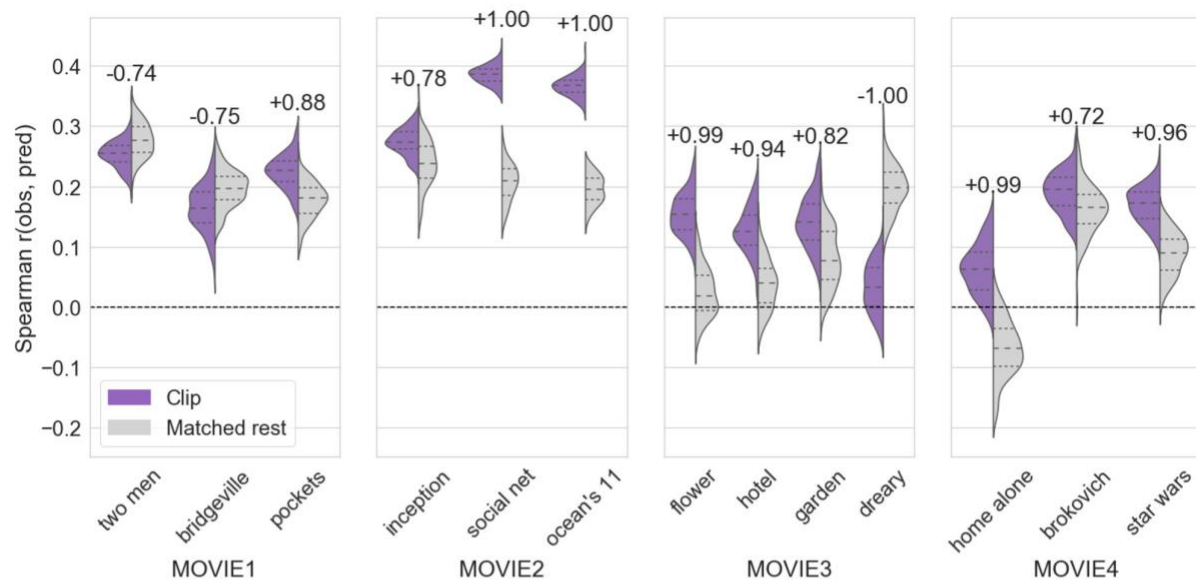 Spearman r(obs, pred)
0.4
0.3
0.2
0.1
0.0
−0.1
−0.2
-0.74
-0.75
+0.88
+0.78
+1.00
+1.00
+0.99
+0.94
+0.82
-1.00
+0.99
+0.72
+0.96
Clip
Matched rest
two men
bridgeville
pockets
inception
social net
ocean's 11
flower
hotel
garden
dreary
home alone
brokovich
star wars
MOVIE1
MOVIE2
MOVIE3
MOVIE4